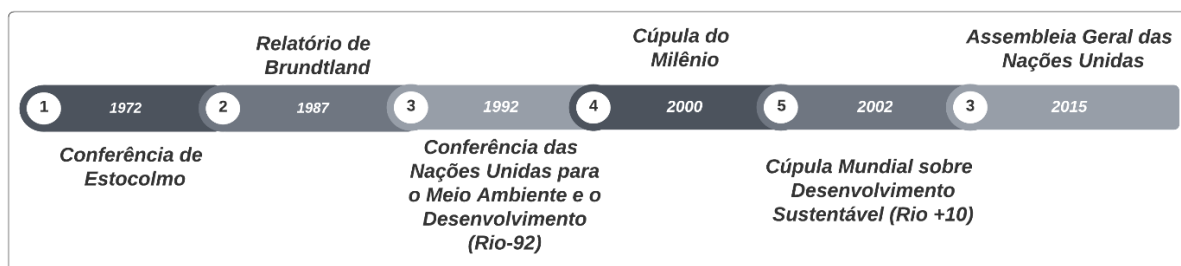 Relatório de
Brundtland
Cúpula do
Milênio
Assembleia Geral das
Nações Unidas
1 1972 2 1987 3 1992 4 2000 5 2002 3 2015
Conferência de
Estocolmo
Conferência das
Nações Unidas para
o Meio Ambiente e o
Desenvolvimento
(Rio-92)
Cúpula Mundial sobre
Desenvolvimento
Sustentável (Rio +10)